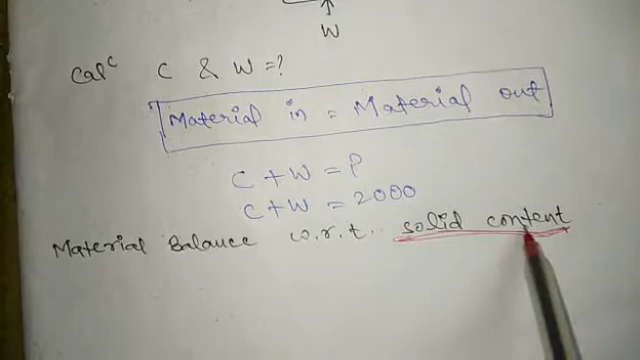 W
Calc C & W = ?
Material in = Material out
C + W = P
C + W = 2000
Material Balance w.r.t. solid content